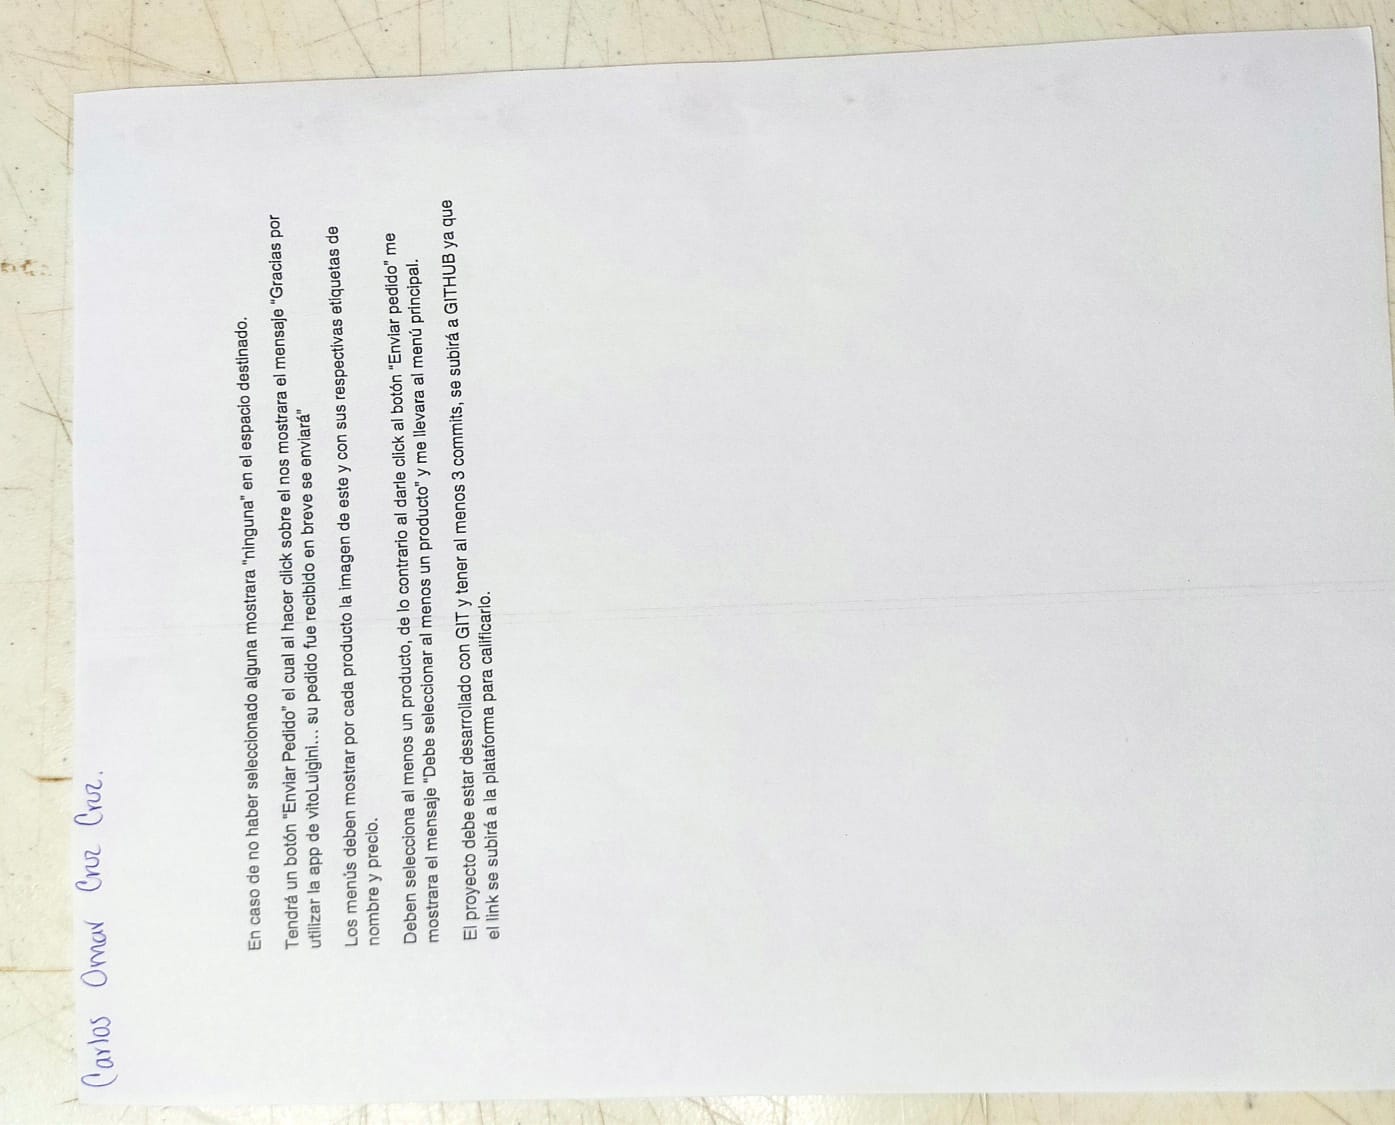 Carlos Omar Cruz Cruz.
En caso de no haber seleccionado alguna mostrara "ninguna" en el espacio destinado.
Tendrá un botón "Enviar Pedido" el cual al hacer click sobre el nos mostrara el mensaje "Gracias por
utilizar la app de vitoLuigini... su pedido fue recibido en breve se enviará"
Los menús deben mostrar por cada producto la imagen de este y con sus respectivas etiquetas de
nombre y precio.
Deben selecciona al menos un producto, de lo contrario al darle click al botón "Enviar pedido" me
mostrara el mensaje "Debe seleccionar al menos un producto" y me llevara al menú principal.
El proyecto debe estar desarrollado con GIT y tener al menos 3 commits, se subirá a GITHUB ya que
el link se subirá a la plataforma para calificarlo.